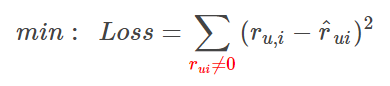 min: Loss = ∑_{r_{ui}≠0} (r_{u,i} − r̂_{ui})²